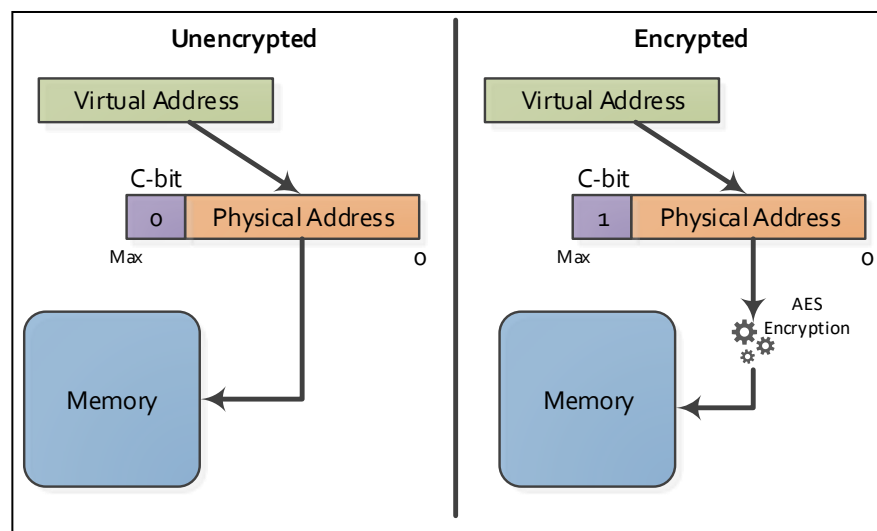 Unencrypted
Virtual Address
C-bit
0 Physical Address
Max 0
Memory
Encrypted
Virtual Address
C-bit
1 Physical Address
Max 0
AES
Encryption
Memory